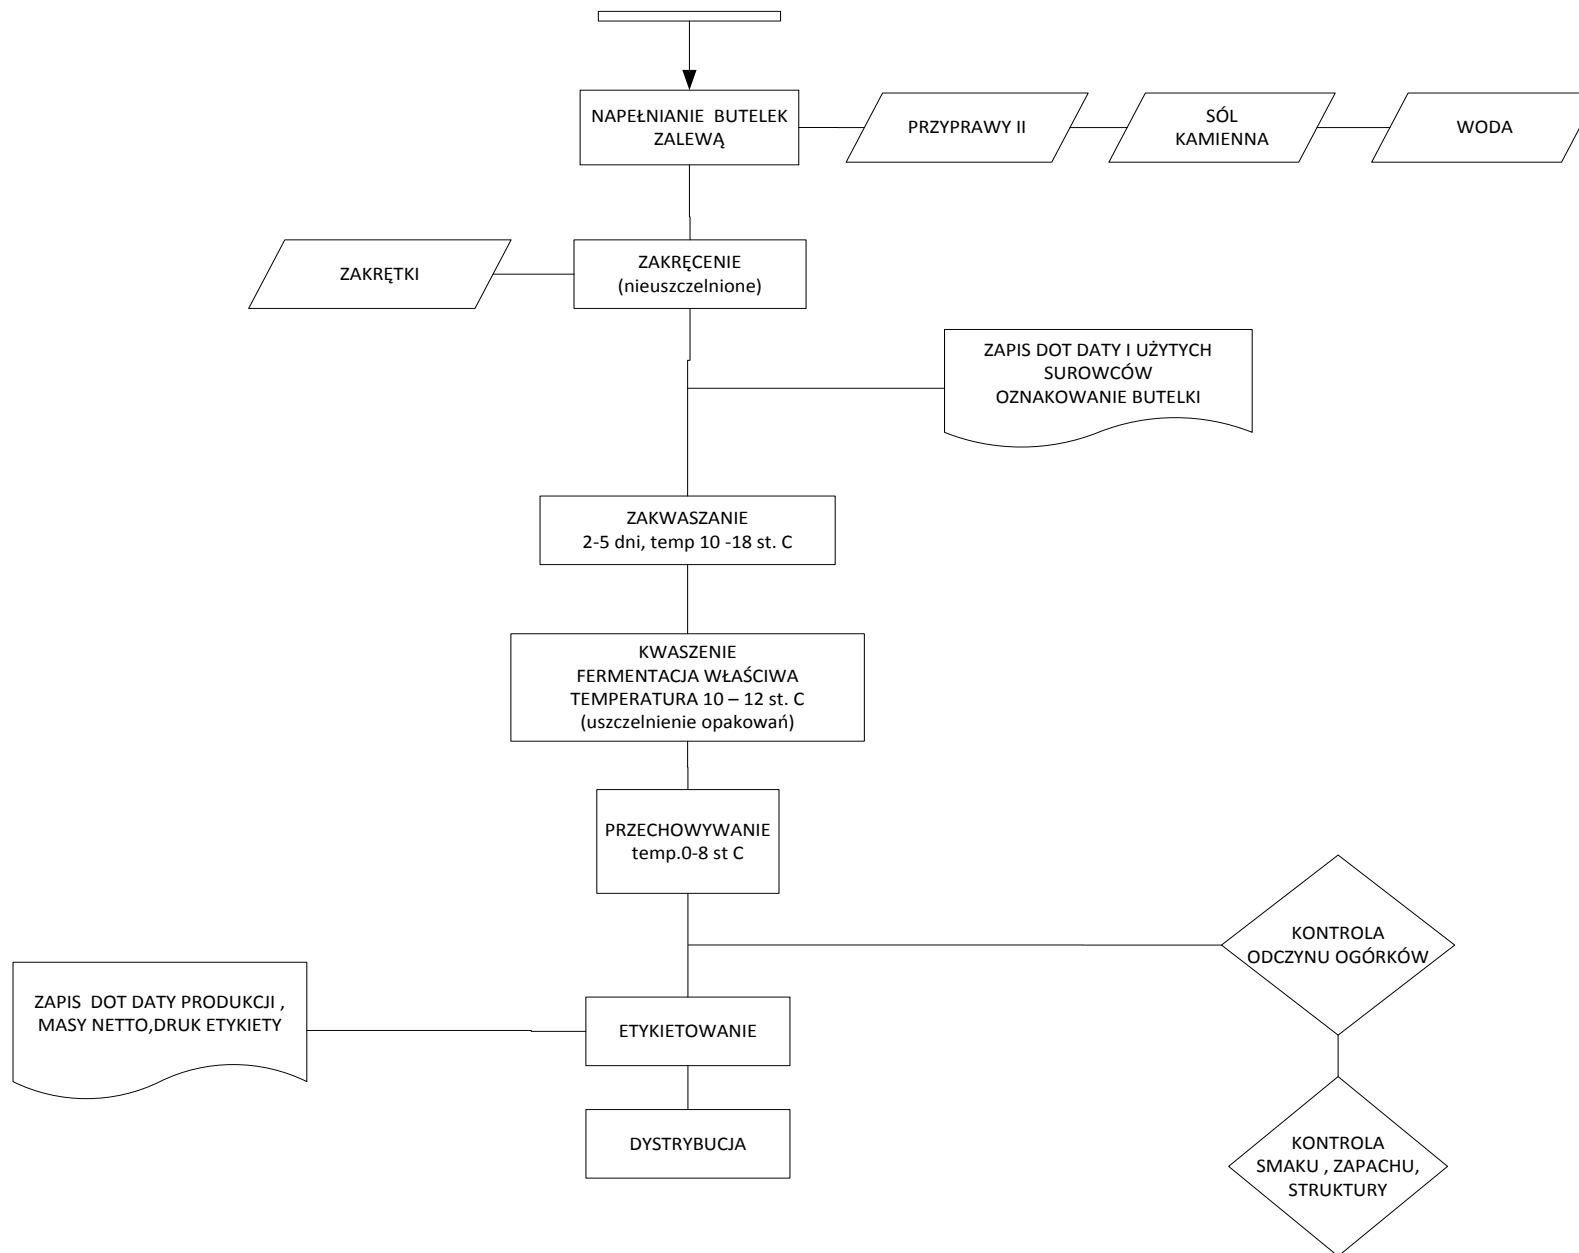 NAPEŁNIANIE BUTELEK
ZALEWĄ
PRZYPRAWY II
SÓL
KAMIENNA
WODA
ZAKRĘTKI
ZAKRĘCENIE
(nieuszczelnione)
ZAPIS DOT DATY I UŻYTYCH
SUROWCÓW
OZNAKOWANIE BUTELKI
ZAKWASZANIE
2-5 dni, temp 10 -18 st. C
KWASZENIE
FERMENTACJA WŁAŚCIWA
TEMPERATURA 10 – 12 st. C
(uszczelnienie opakowań)
PRZECHOWYWANIE
temp.0-8 st C
KONTROLA
ODCZYNU OGÓRKÓW
ZAPIS DOT DATY PRODUKCJI ,
MASY NETTO,DRUK ETYKIETY
ETYKIETOWANIE
DYSTRYBUCJA
KONTROLA
SMAKU , ZAPACHU,
STRUKTURY